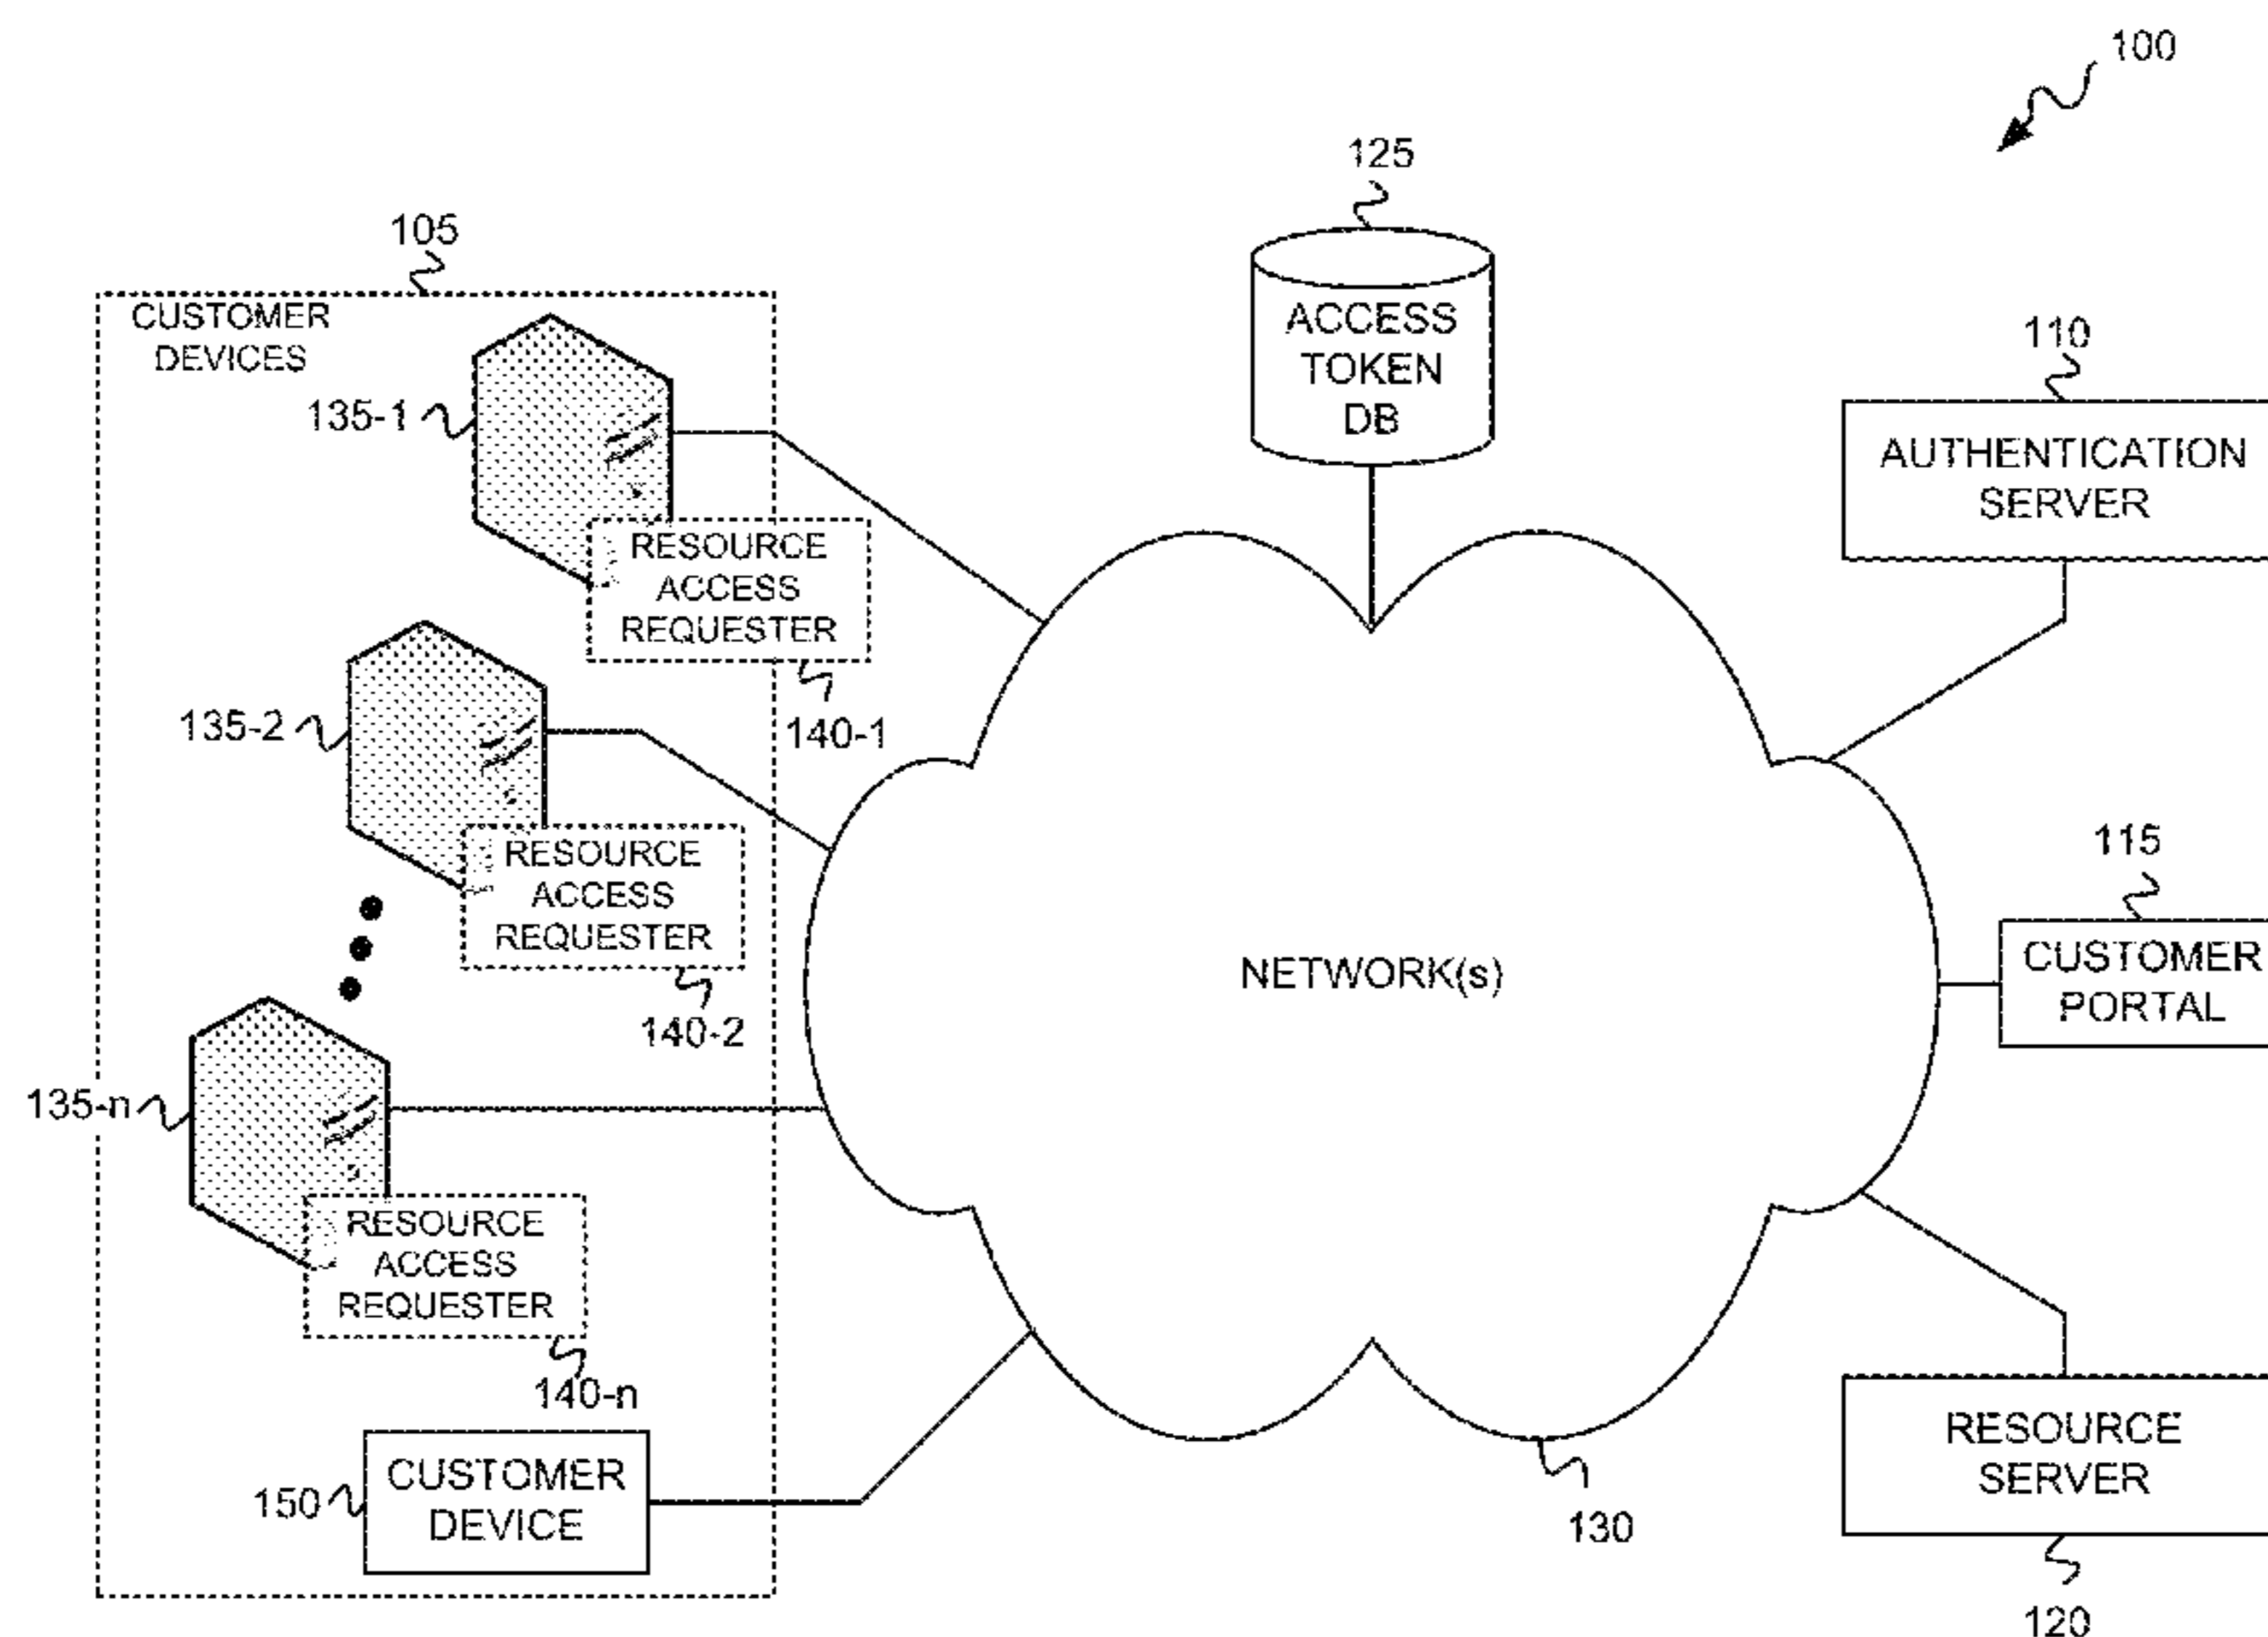 100
125
105
110
CUSTOMER
DEVICES
ACCESS
TOKEN
DB
135-1
AUTHENTICATION
SERVER
RESOURCE
ACCESS
REQUESTER
140-1
135-2
RESOURCE
ACCESS
REQUESTER
140-2
115
CUSTOMER
PORTAL
NETWORK(s)
135-n
RESOURCE
ACCESS
REQUESTER
140-n
CUSTOMER
DEVICE
150
130
RESOURCE
SERVER
120